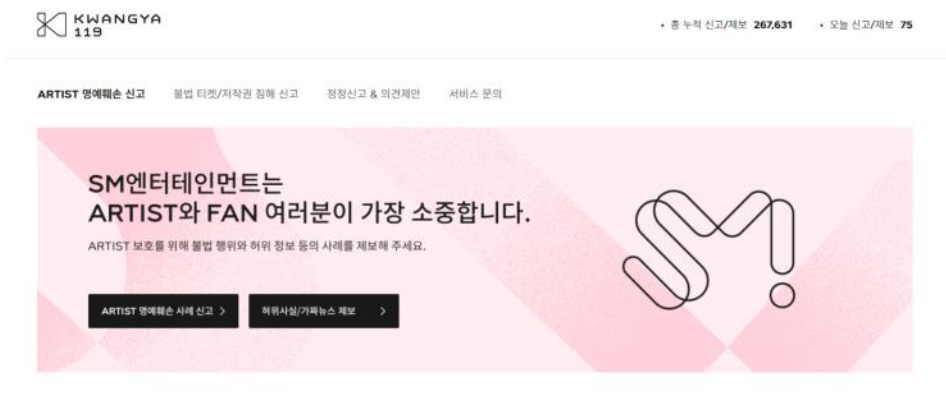 KWANGYA
119
• 총 누적 신고/제보 267,631 • 오늘 신고/제보 75
ARTIST 명예훼손 신고 불법 티켓/저작권 침해 신고 정정신고 & 의견제안 서비스 문의
SM엔터테인먼트는
ARTIST와 FAN 여러분이 가장 소중합니다.
ARTIST 보호를 위해 불법 행위와 허위 정보 등의 사례를 제보해 주세요.
ARTIST 명예훼손 사례 신고 > 허위사실/가짜뉴스 제보 >
SM!